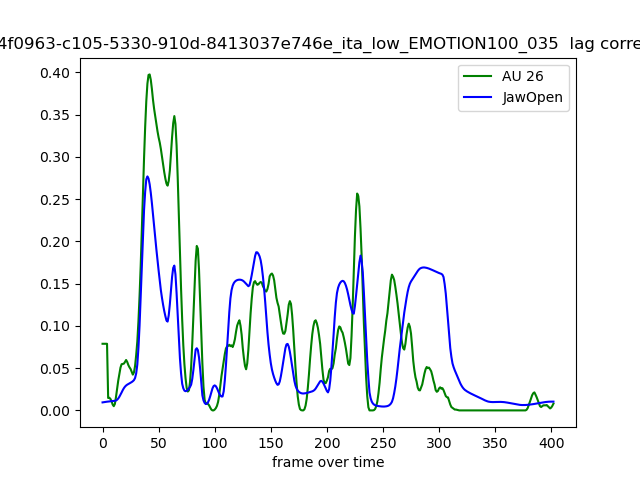 4f0963-c105-5330-910d-8413037e746e_ita_low_EMOTION100_035 lag corre
AU 26
JawOpen
0.40
0.35
0.30
0.25
0.20
0.15
0.10
0.05
0.00
0 50 100 150 200 250 300 350 400
frame over time